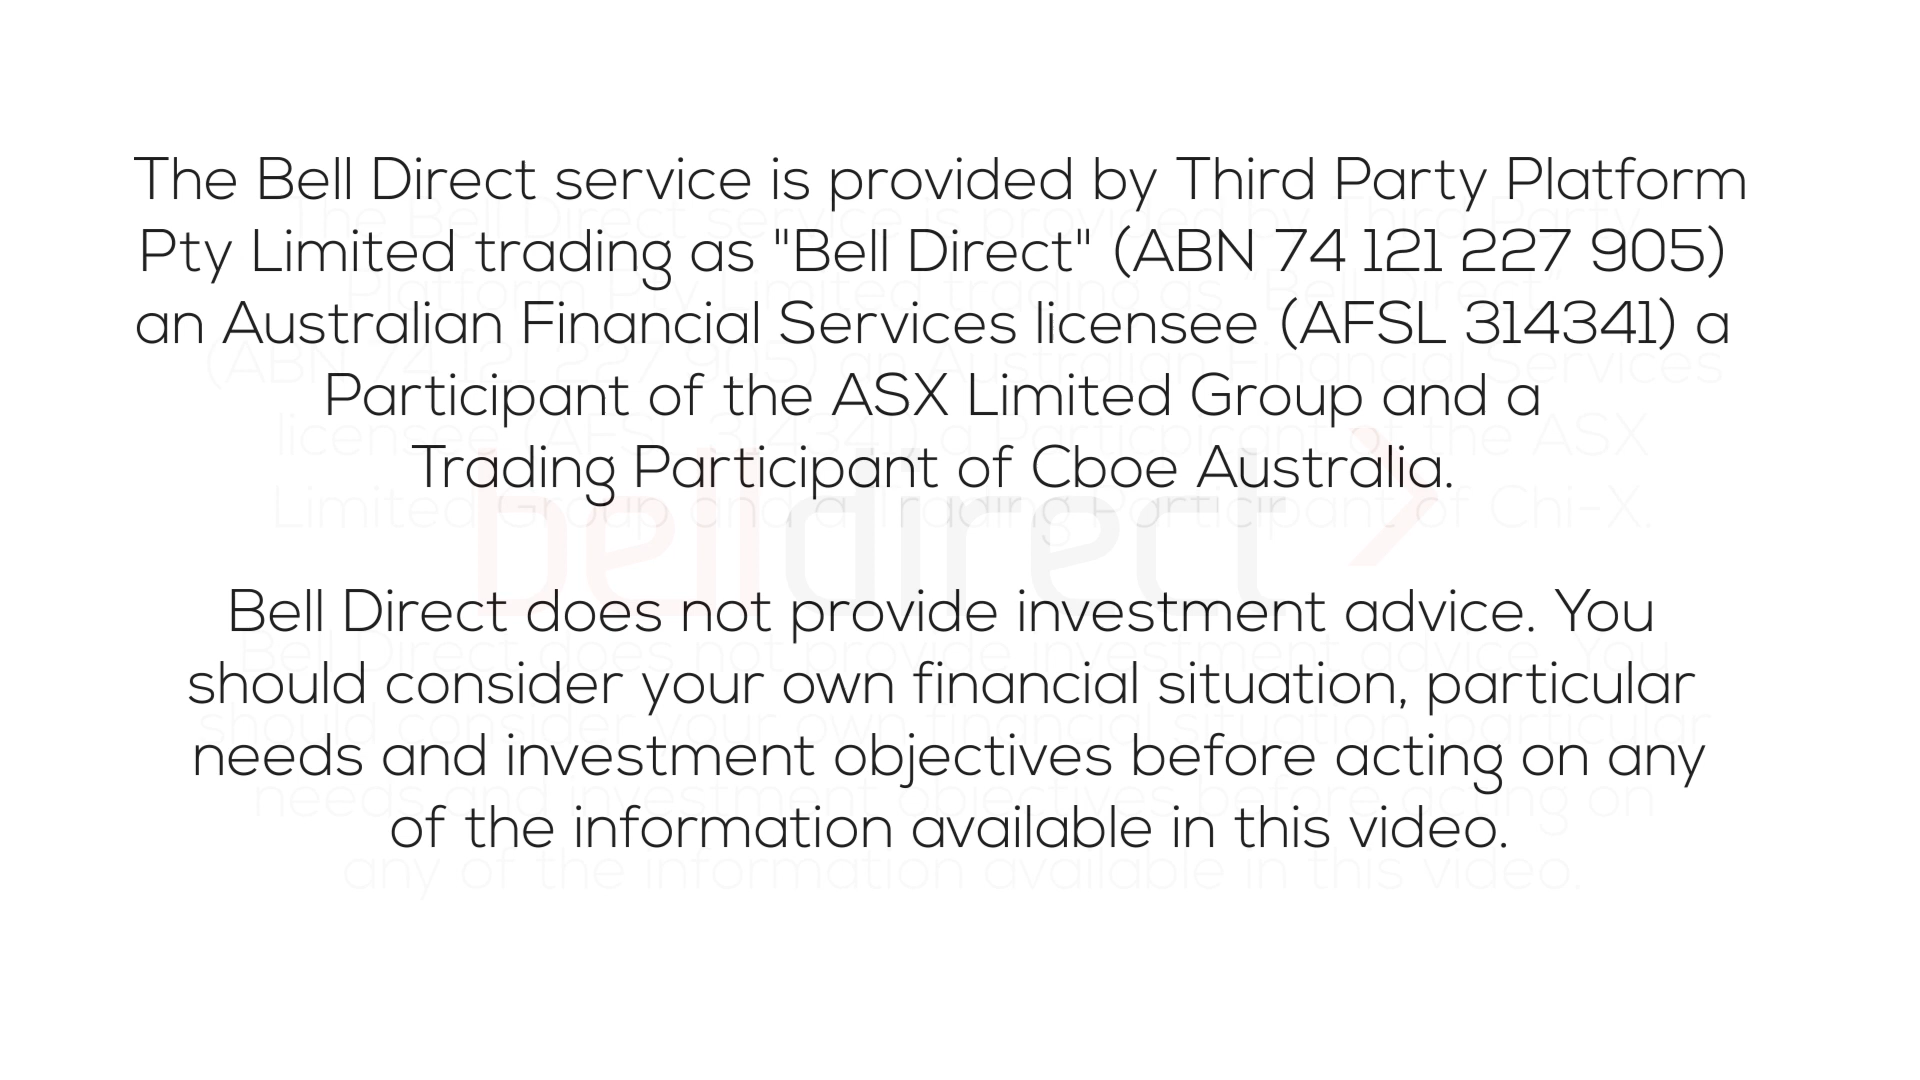 The Bell Direct service is provided by Third Party Platform
Pty Limited trading as "Bell Direct" (ABN 74 121 227 905)
an Australian Financial Services licensee (AFSL 314341) a
Participant of the ASX Limited Group and a
Trading Participant of Cboe Australia.
belldirect
Bell Direct does not provide investment advice. You
should consider your own financial situation, particular
needs and investment objectives before acting on any
of the information available in this video.